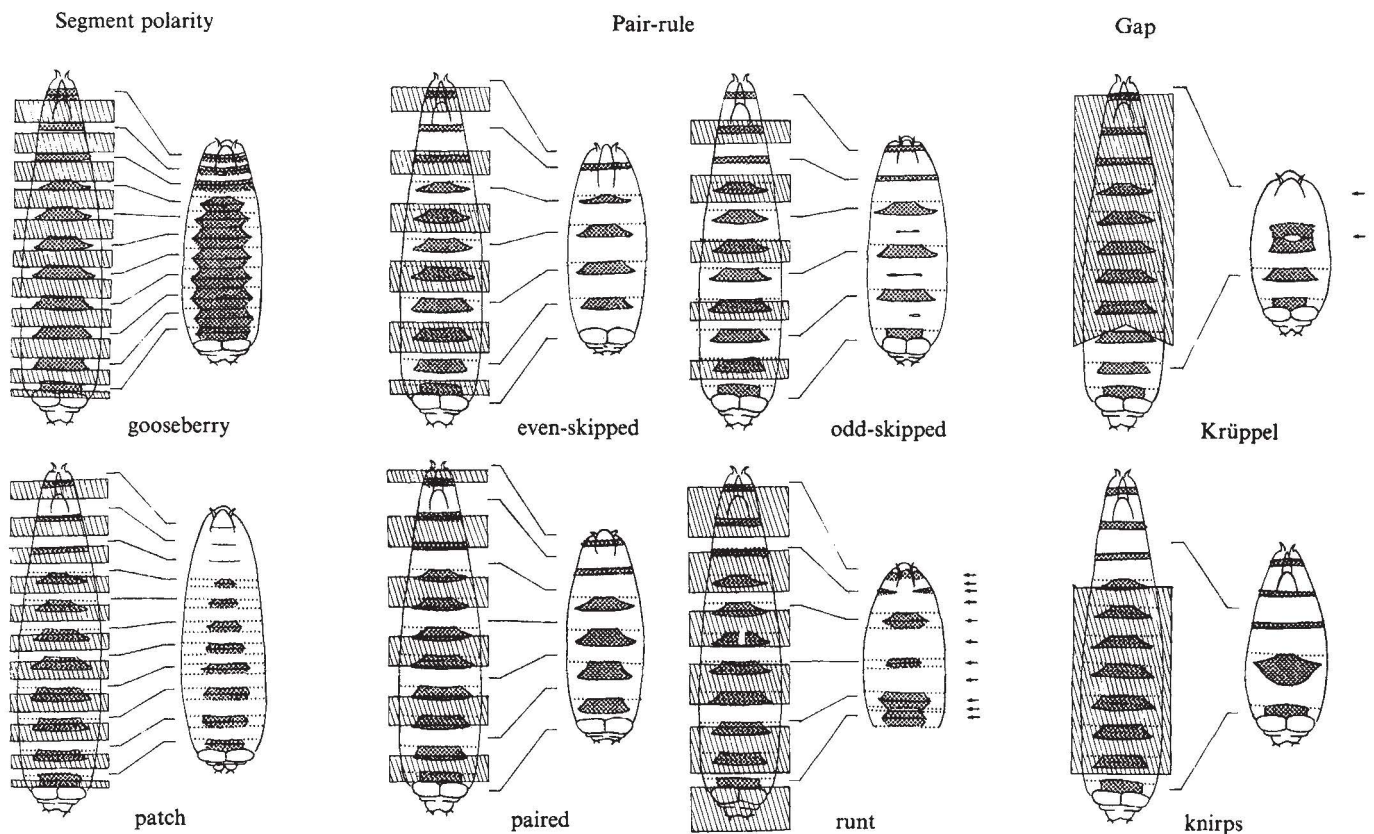 Segment polarity
Pair-rule
Gap
gooseberry
even-skipped
odd-skipped
Krüppel
patch
paired
runt
knirps